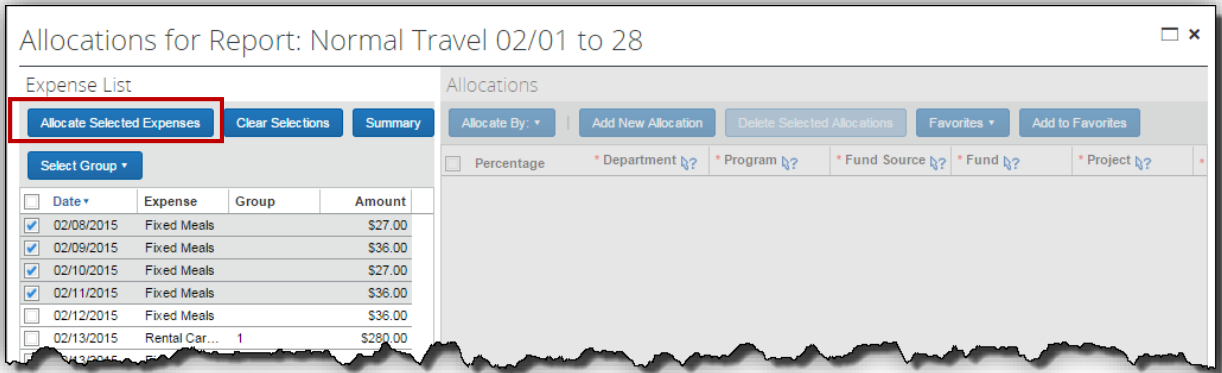 Allocations for Report: Normal Travel 02/01 to 28
Expense List
Allocate Selected Expenses Clear Selections Summary
Select Group
Date Expense Group Amount
02/08/2015 Fixed Meals $27.00
02/09/2015 Fixed Meals $36.00
02/10/2015 Fixed Meals $27.00
02/11/2015 Fixed Meals $36.00
02/12/2015 Fixed Meals $36.00
02/13/2015 Rental Car... 1 $280.00
Allocations
Allocate By: | Add New Allocation Delete Selected Allocations Favorites Add to Favorites
Percentage * Department ? * Program ? * Fund Source ? * Fund ? * Project ? *